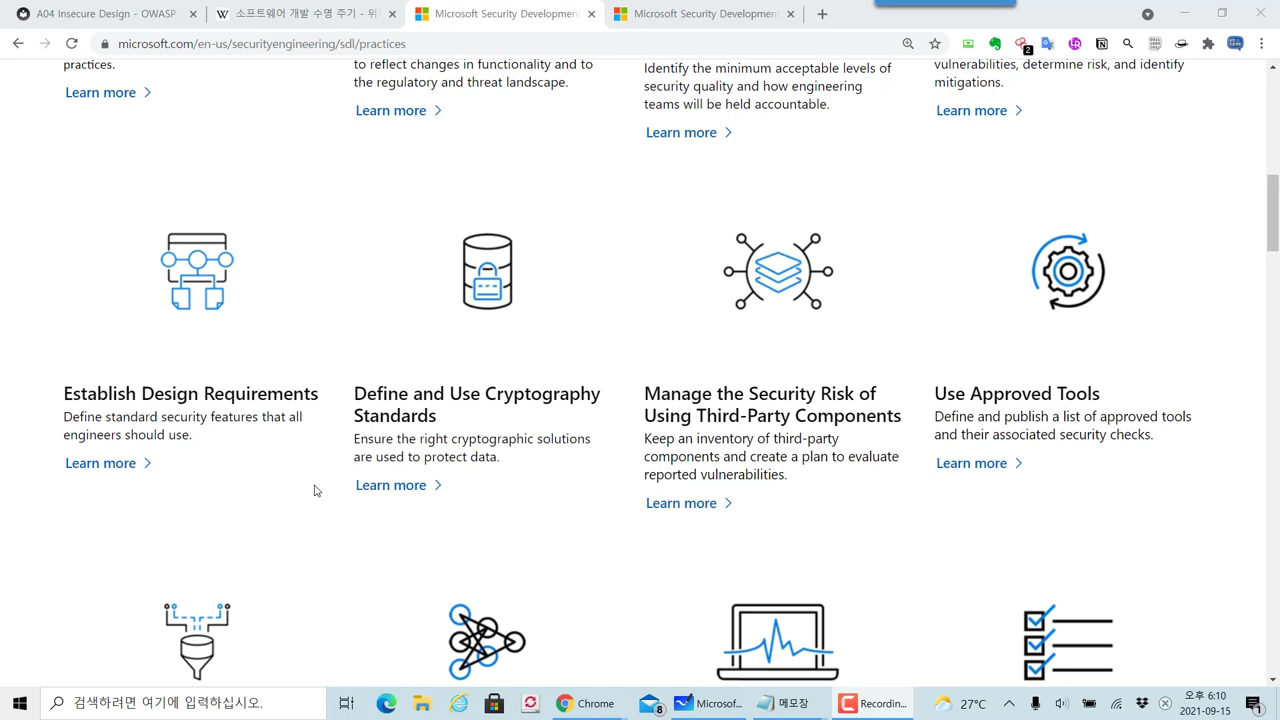 A04 Insecure Design - OWASP
소프트웨어 개발 수명 주기 - 위키
Microsoft Security Development
Microsoft Security Development
microsoft.com/en-us/securityengineering/sdl/practices
2
practices.
Learn more
to reflect changes in functionality and to
the regulatory and threat landscape.
Learn more
Identify the minimum acceptable levels of
security quality and how engineering
teams will be held accountable.
Learn more
vulnerabilities, determine risk, and identify
mitigations.
Learn more
Establish Design Requirements
Define standard security features that all
engineers should use.
Learn more
Define and Use Cryptography
Standards
Ensure the right cryptographic solutions
are used to protect data.
Learn more
Manage the Security Risk of
Using Third-Party Components
Keep an inventory of third-party
components and create a plan to evaluate
reported vulnerabilities.
Learn more
Use Approved Tools
Define and publish a list of approved tools
and their associated security checks.
Learn more
검색하려면 여기에 입력하십시오.
Chrome
8
Microsof...
메모장
Recordin...
27°C
오후 6:10
2021-09-15
1